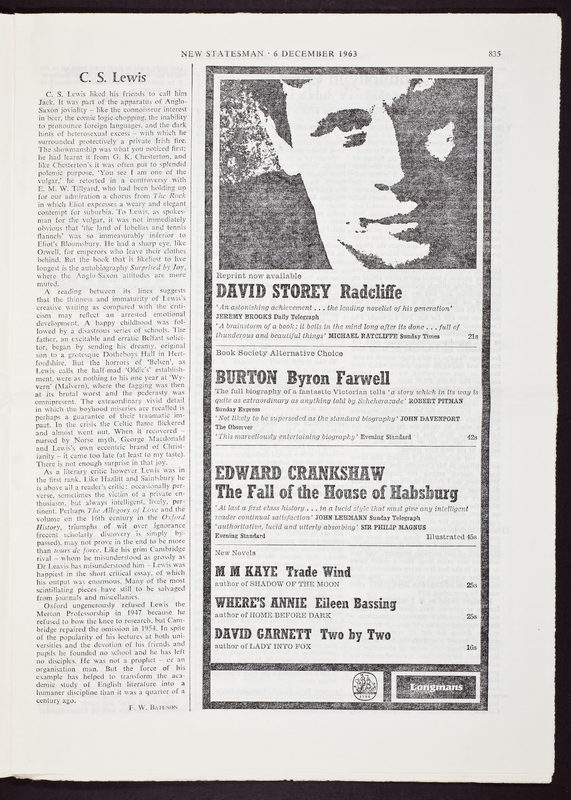 NEW STATESMAN · 6 DECEMBER 1963
835
C. S. Lewis
C. S. Lewis liked his friends to call him
Jack. It was part of the apparatus of Anglo-
Saxon joviality – like the connoisseur interest
in beer, the comic logic-chopping, the inability
to pronounce foreign languages, and the dark
hints of heterosexual excess – with which he
surrounded protectively a private Irish fire.
The showmanship was what you noticed first;
he had learnt it from G. K. Chesterton, and
like Chesterton's it was often put to splendid
polemic purpose. 'You see I am one of the
vulgar,' he retorted in a controversy with
E. M. W. Tillyard, who had been holding up
for our admiration a chorus from The Rock
in which Eliot expresses a weary and elegant
contempt for suburbia. To Lewis, as spokes-
man for the vulgar, it was not immediately
obvious that 'the land of lobelias and tennis
flannels' was so immeasurably inferior to
Eliot's Bloomsbury. He had a sharp eye, like
Orwell, for emperors who leave their clothes
behind. But the book that is likeliest to live
longest is the autobiography Surprised by Joy,
where the Anglo-Saxon attitudes are more
muted.
A reading between its lines suggests
that the thinness and immaturity of Lewis's
creative writing as compared with the criti-
cism may reflect an arrested emotional
development. A happy childhood was fol-
lowed by a disastrous series of schools. The
father, an excitable and erratic Belfast solici-
tor, began by sending his dreamy, original
son to a grotesque Dotheboys Hall in Hert-
fordshire. But the horrors of 'Belsen', as
Lewis calls the half-mad 'Oldie's' establish-
ment, were as nothing to his one year at 'Wy-
vern' (Malvern), where the fagging was then
at its brutal worst and the pederasty was
omnipresent. The extraordinary vivid detail
in which the boyhood miseries are recalled is
perhaps a guarantee of their traumatic im-
pact. In the crisis the Celtic flame flickered
and almost went out. When it recovered –
nursed by Norse myth, George Macdonald
and Lewis's own eccentric brand of Christ-
ianity – it came too late (at least to my taste).
There is not enough surprise in that joy.
As a literary critic however Lewis was in
the first rank. Like Hazlitt and Saintsbury he
is above all a reader's critic: occasionally per-
verse, sometimes the victim of a private en-
thusiasm, but always intelligent, lively, per-
tinent. Perhaps The Allegory of Love and the
volume on the 16th century in the Oxford
History, triumphs of wit over ignorance
(recent scholarly discovery is simply by-
passed), may not prove in the end to be more
than tours de force. Like his grim Cambridge
rival – whom he misunderstood as grossly as
Dr Leavis has misunderstood him – Lewis was
happiest in the short critical essay, of which
his output was enormous. Many of the most
scintillating pieces have still to be salvaged
from journals and miscellanies.
Oxford ungenerously refused Lewis the
Merton Professorship in 1947 because he
refused to bow the knee to research, but Cam-
bridge repaired the omission in 1954. In spite
of the popularity of his lectures at both uni-
versities and the devotion of his friends and
pupils he founded no school and he has left
no disciples. He was not a prophet – or an
organisation man. But the force of his
example has helped to transform the aca-
demic study of English literature into a
humaner discipline than it was a quarter of a
century ago.
F. W. BATESON
Reprint now available
DAVID STOREY Radcliffe
'An astonishing achievement . . . the leading novelist of his generation'
JEREMY BROOKS Daily Telegraph
'A brainstorm of a book: it boils in the mind long after its done . . . full of
thunderous and beautiful things' MICHAEL RATCLIFFE Sunday Times 21s
Book Society Alternative Choice
BURTON Byron Farwell
The full biography of a fantastic Victorian tells 'a story which in its way is
quite as extraordinary as anything told by Scheherazade' ROBERT PITMAN
Sunday Express
'Not likely to be superseded as the standard biography' JOHN DAVENPORT
The Observer
'This marvellously entertaining biography' Evening Standard 42s
EDWARD CRANKSHAW
The Fall of the House of Habsburg
'At last a first class history . . . in a lucid style that must give any intelligent
reader continual satisfaction' JOHN LEHMANN Sunday Telegraph
'authoritative, lucid and utterly absorbing' SIR PHILIP MAGNUS
Evening Standard Illustrated 45s
New Novels
M M KAYE Trade Wind
author of SHADOW OF THE MOON 25s
WHERE'S ANNIE Eileen Bassing
author of HOME BEFORE DARK 25s
DAVID GARNETT Two by Two
author of LADY INTO FOX 16s
Longmans